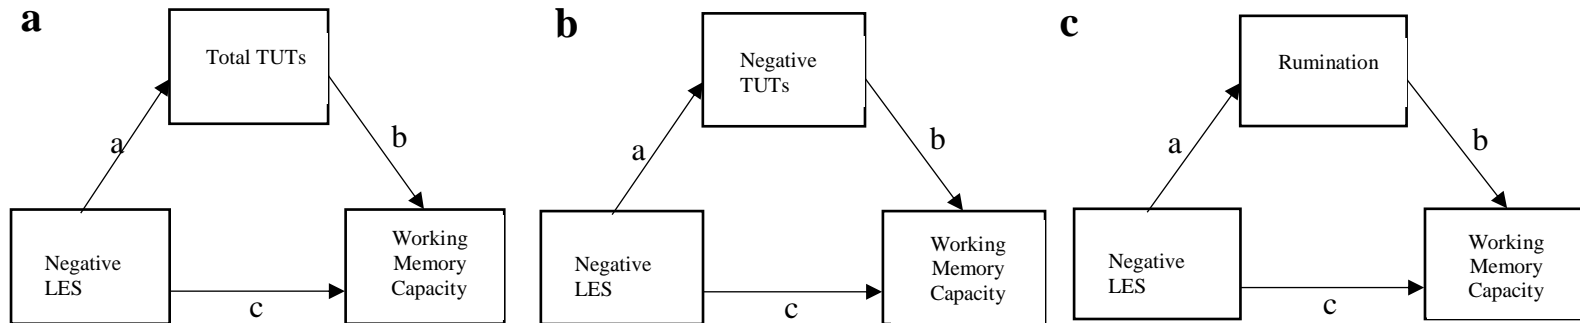 a
Total TUTs
a
b
Negative
LES
c
Working
Memory
Capacity
b
Negative
TUTs
a
b
Negative
LES
c
Working
Memory
Capacity
c
Rumination
a
b
Negative
LES
c
Working
Memory
Capacity